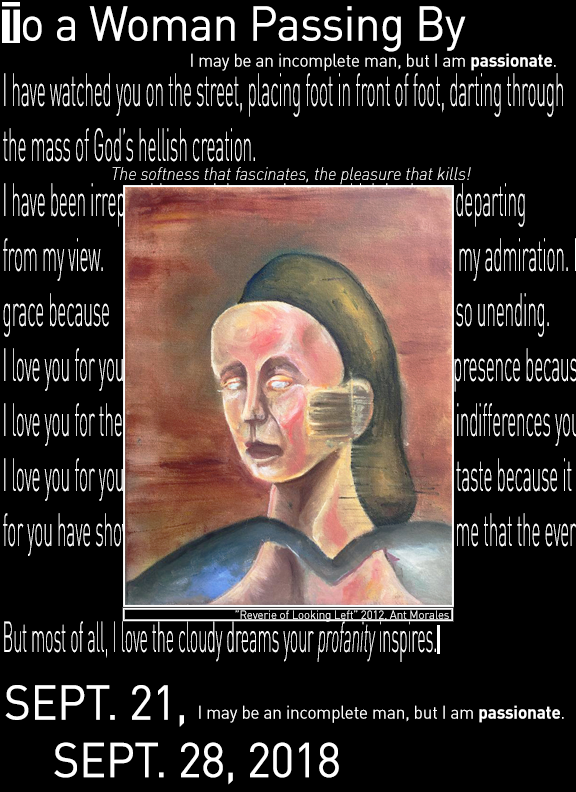 To a Woman Passing By
I may be an incomplete man, but I am passionate.
I have watched you on the street, placing foot in front of foot, darting through
the mass of God's hellish creation.
The softness that fascinates, the pleasure that kills!
I have been departing
from my view. my admiration.
grace because so unending.
I love you for you presence becaus
I love you for the indifferences you
I love you for you taste because it
for you have sho me that the even
"Reverie of Looking Left" 2012, Ant Morales
But most of all, I love the cloudy dreams your profanity inspires.
SEPT. 21, I may be an incomplete man, but I am passionate.
SEPT. 28, 2018